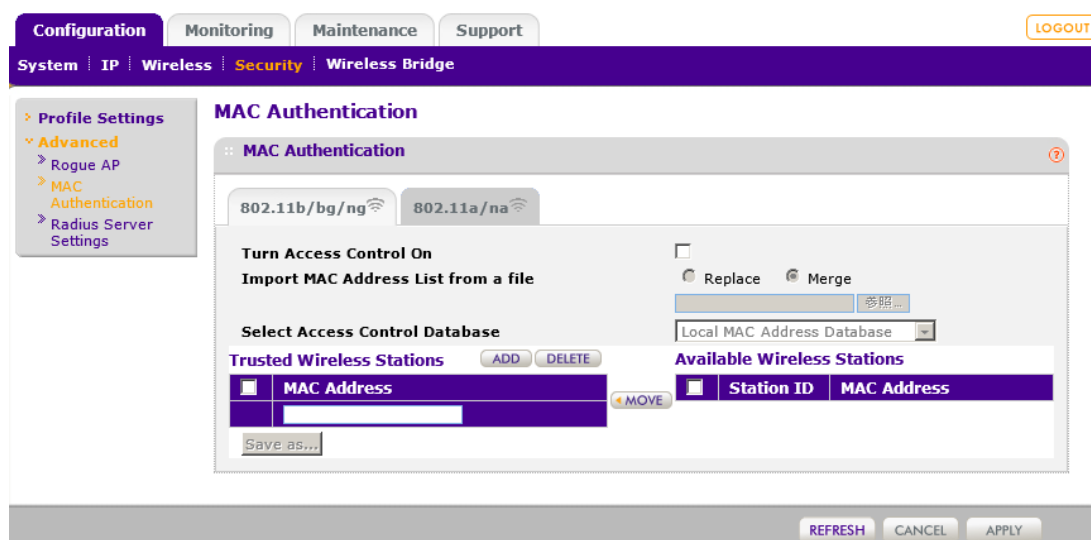 Configuration Monitoring Maintenance Support LOGOUT
System IP Wireless Security Wireless Bridge
Profile Settings
Advanced
Rogue AP
MAC
Authentication
Radius Server
Settings
MAC Authentication
MAC Authentication
802.11b/bg/ng 802.11a/na
Turn Access Control On
Import MAC Address List from a file Replace Merge
参照...
Select Access Control Database Local MAC Address Database
Trusted Wireless Stations ADD DELETE Available Wireless Stations
MAC Address MOVE Station ID MAC Address
Save as...
REFRESH CANCEL APPLY